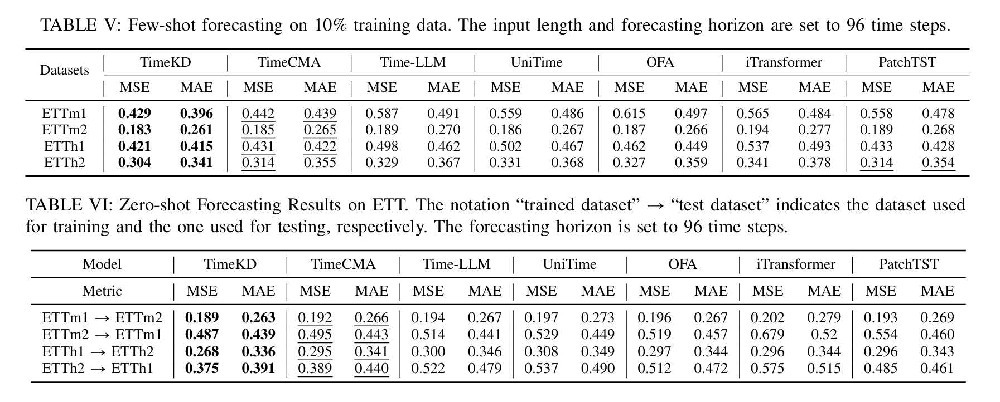 TABLE V: Few-shot forecasting on 10% training data. The input length and forecasting horizon are set to 96 time steps.
Datasets TimeKD TimeCMA Time-LLM UniTime OFA iTransformer PatchTST
MSE MAE MSE MAE MSE MAE MSE MAE MSE MAE MSE MAE MSE MAE
ETTm1 0.429 0.396 0.442 0.439 0.587 0.491 0.559 0.486 0.615 0.497 0.565 0.484 0.558 0.478
ETTm2 0.183 0.261 0.185 0.265 0.189 0.270 0.186 0.267 0.187 0.266 0.194 0.277 0.189 0.268
ETTh1 0.421 0.415 0.431 0.422 0.498 0.462 0.502 0.467 0.462 0.449 0.537 0.493 0.433 0.428
ETTh2 0.304 0.341 0.314 0.355 0.329 0.367 0.331 0.368 0.327 0.359 0.341 0.378 0.314 0.354
TABLE VI: Zero-shot Forecasting Results on ETT. The notation “trained dataset” → “test dataset” indicates the dataset used
for training and the one used for testing, respectively. The forecasting horizon is set to 96 time steps.
Model TimeKD TimeCMA Time-LLM UniTime OFA iTransformer PatchTST
Metric MSE MAE MSE MAE MSE MAE MSE MAE MSE MAE MSE MAE MSE MAE
ETTm1 → ETTm2 0.189 0.263 0.192 0.266 0.194 0.267 0.197 0.273 0.196 0.267 0.202 0.279 0.193 0.269
ETTm2 → ETTm1 0.487 0.439 0.495 0.443 0.514 0.441 0.529 0.449 0.519 0.457 0.679 0.52 0.554 0.460
ETTh1 → ETTh2 0.268 0.336 0.295 0.341 0.300 0.346 0.308 0.349 0.297 0.344 0.296 0.344 0.296 0.343
ETTh2 → ETTh1 0.375 0.391 0.389 0.440 0.522 0.479 0.537 0.490 0.512 0.472 0.575 0.515 0.485 0.461